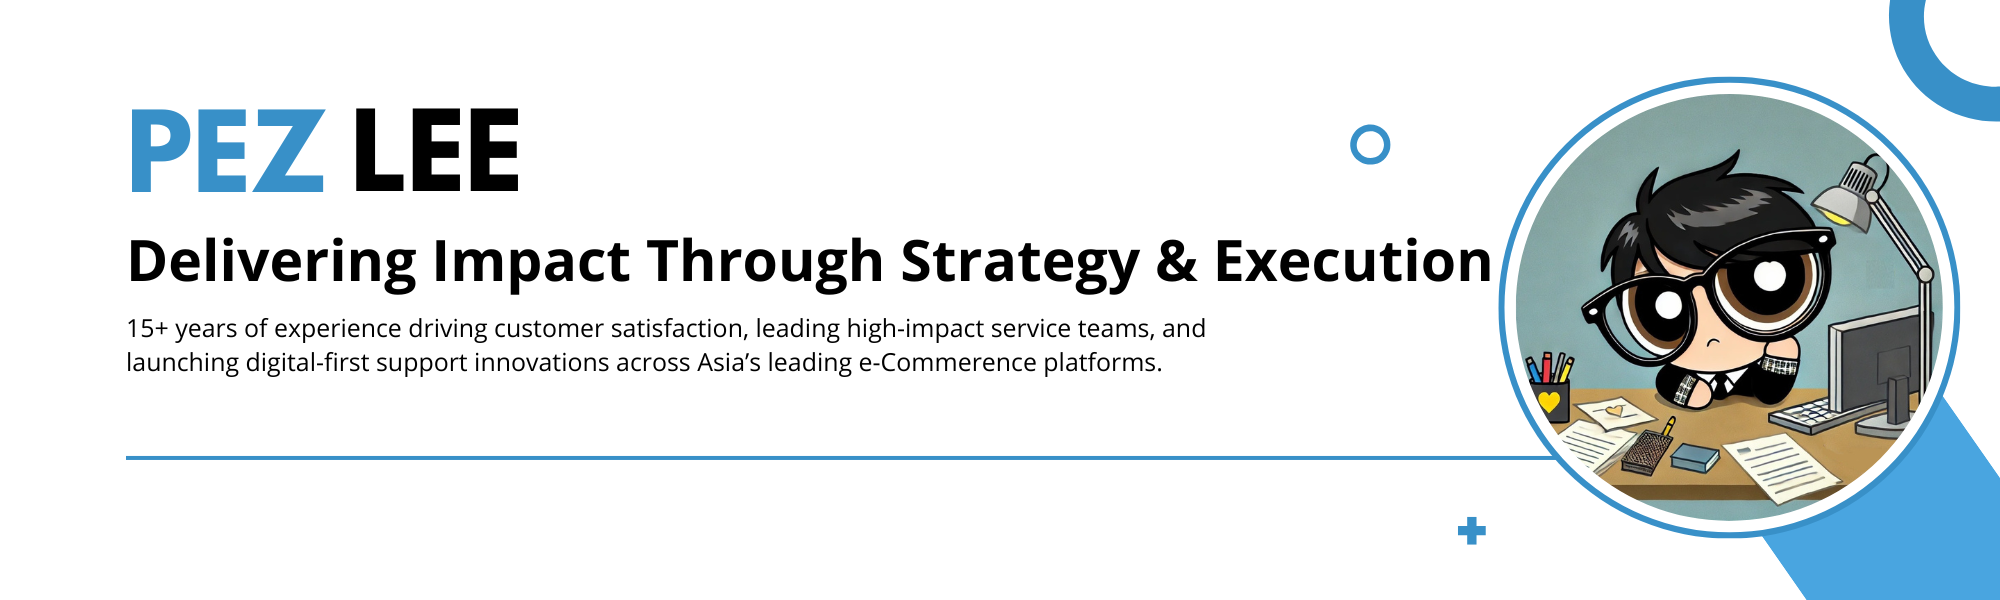 PEZ LEE
Delivering Impact Through Strategy & Execution
15+ years of experience driving customer satisfaction, leading high-impact service teams, and
launching digital-first support innovations across Asia’s leading e-Commerence platforms.